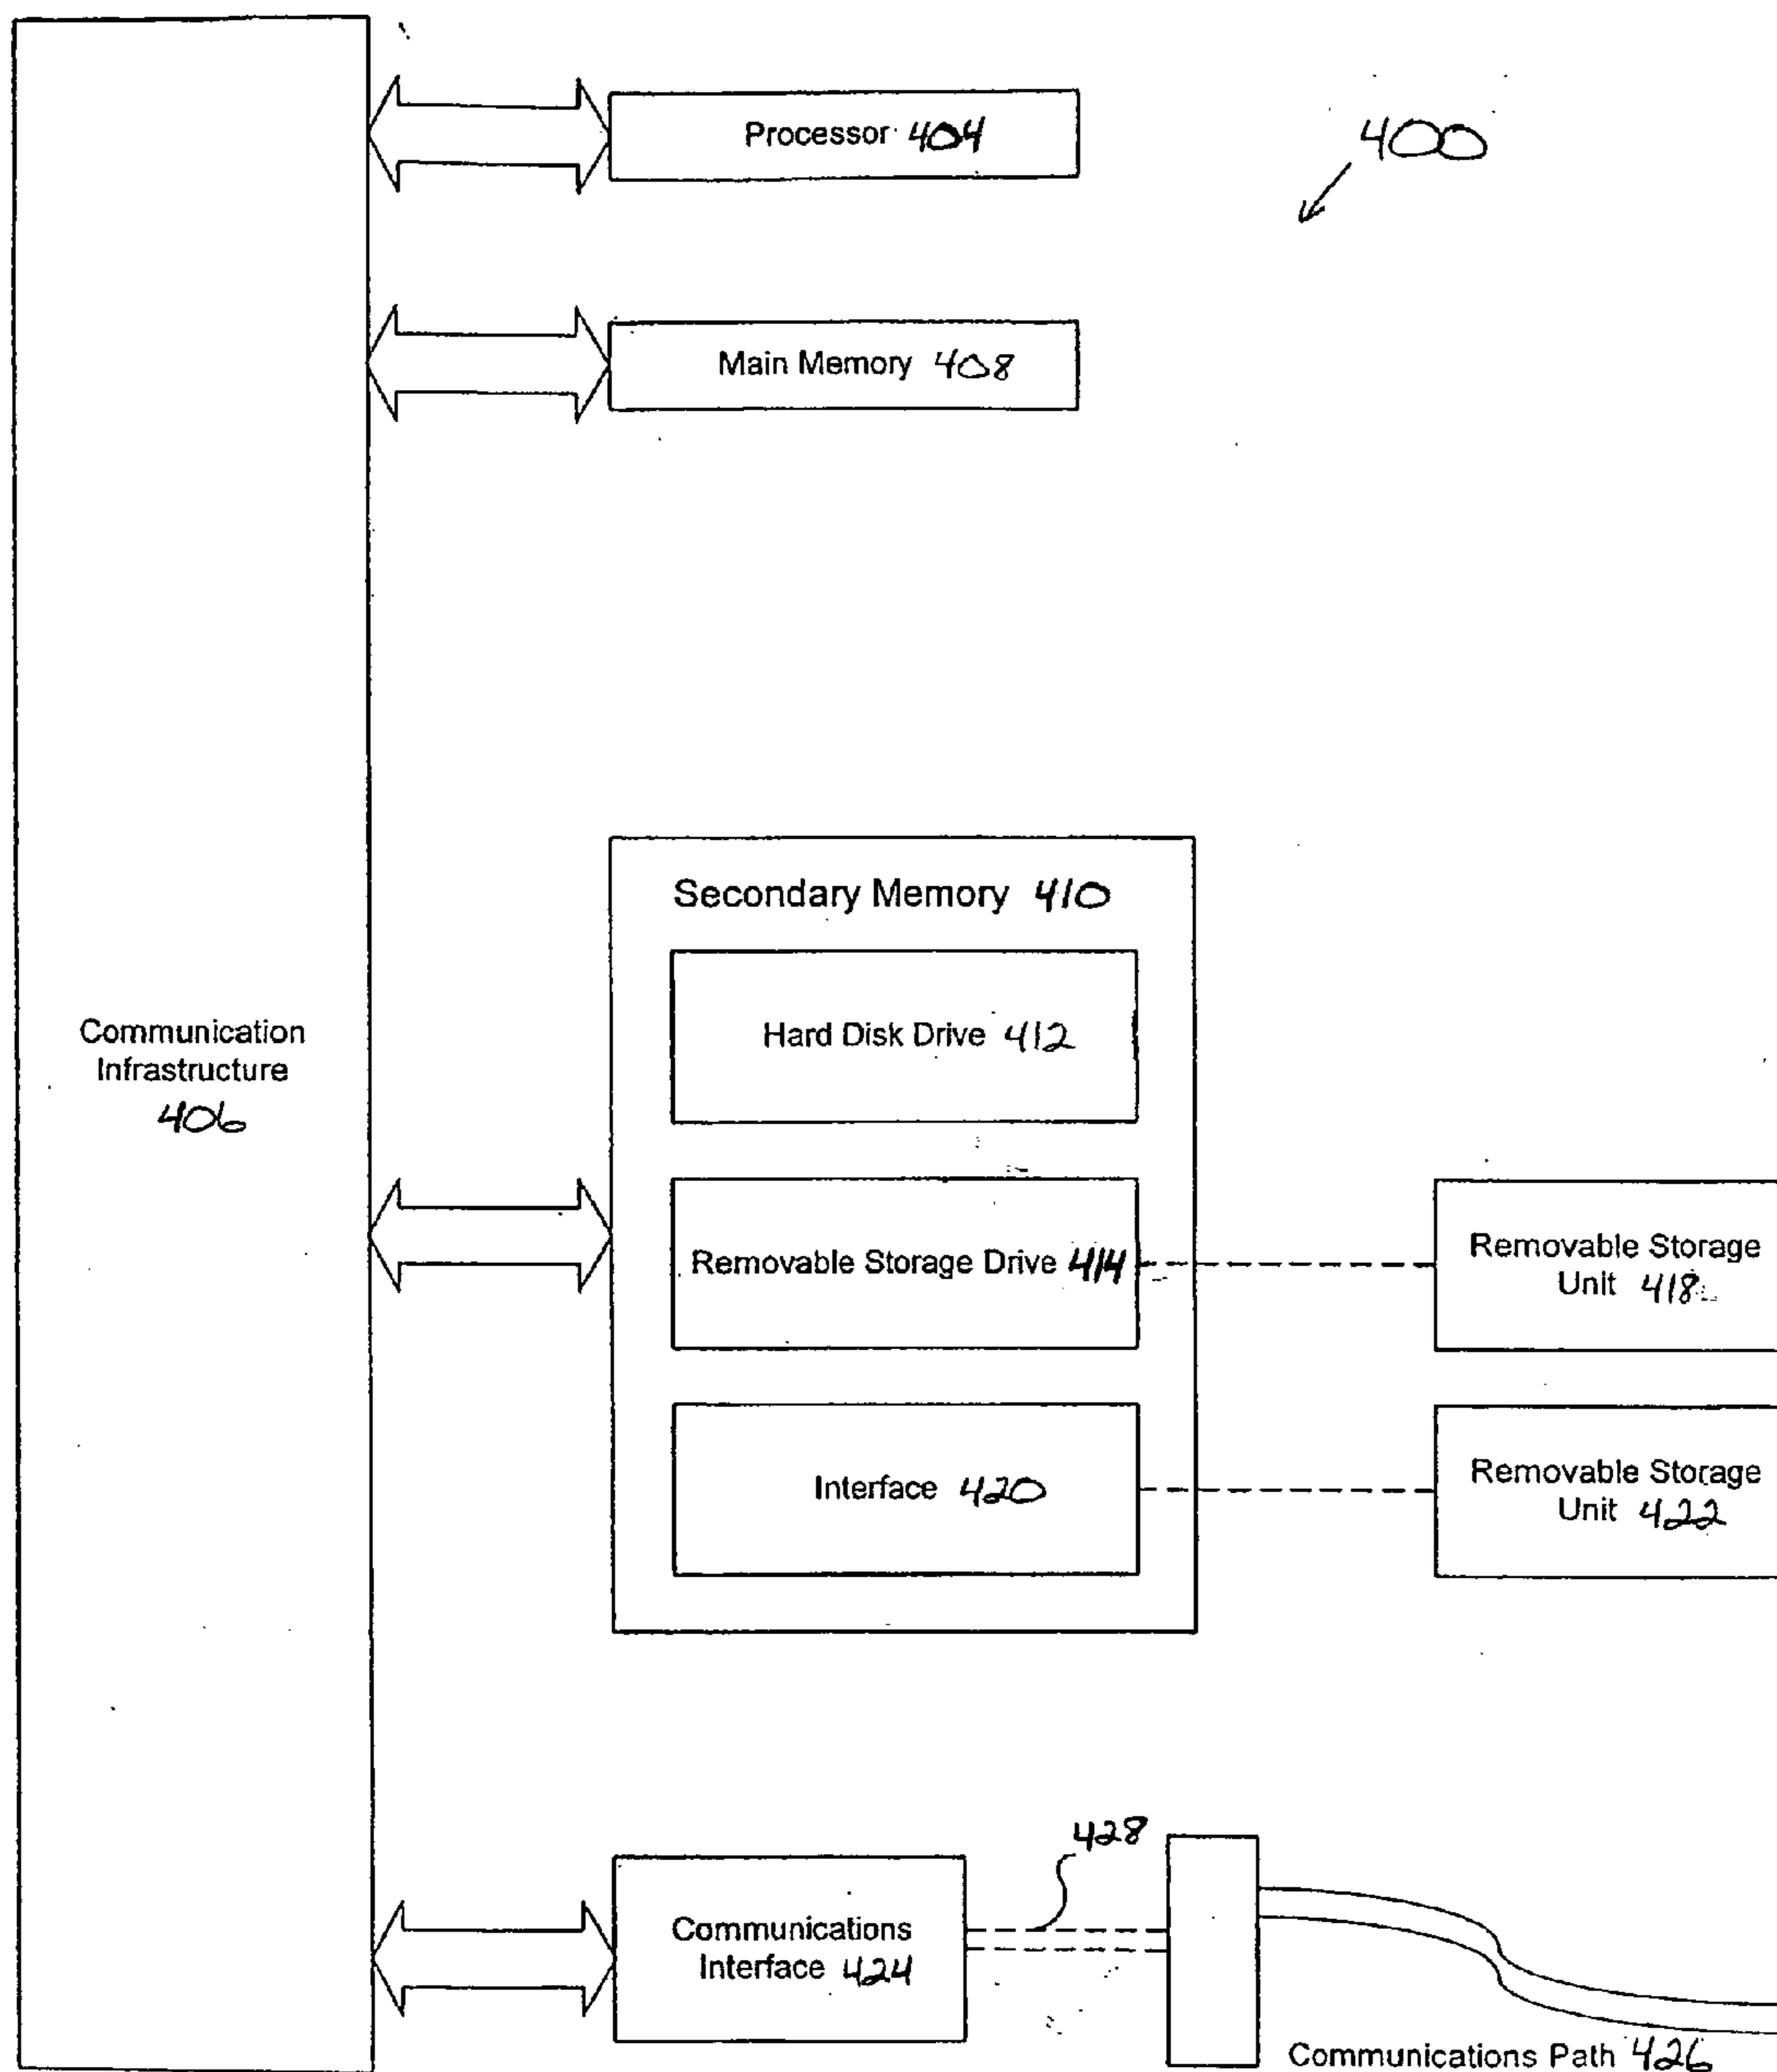 Processor 404
400
Main Memory 408
Secondary Memory 410
Hard Disk Drive 412
Communication
Infrastructure
406
Removable Storage Drive 414
Removable Storage
Unit 418
Interface 420
Removable Storage
Unit 422
428
Communications
Interface 424
Communications Path 426